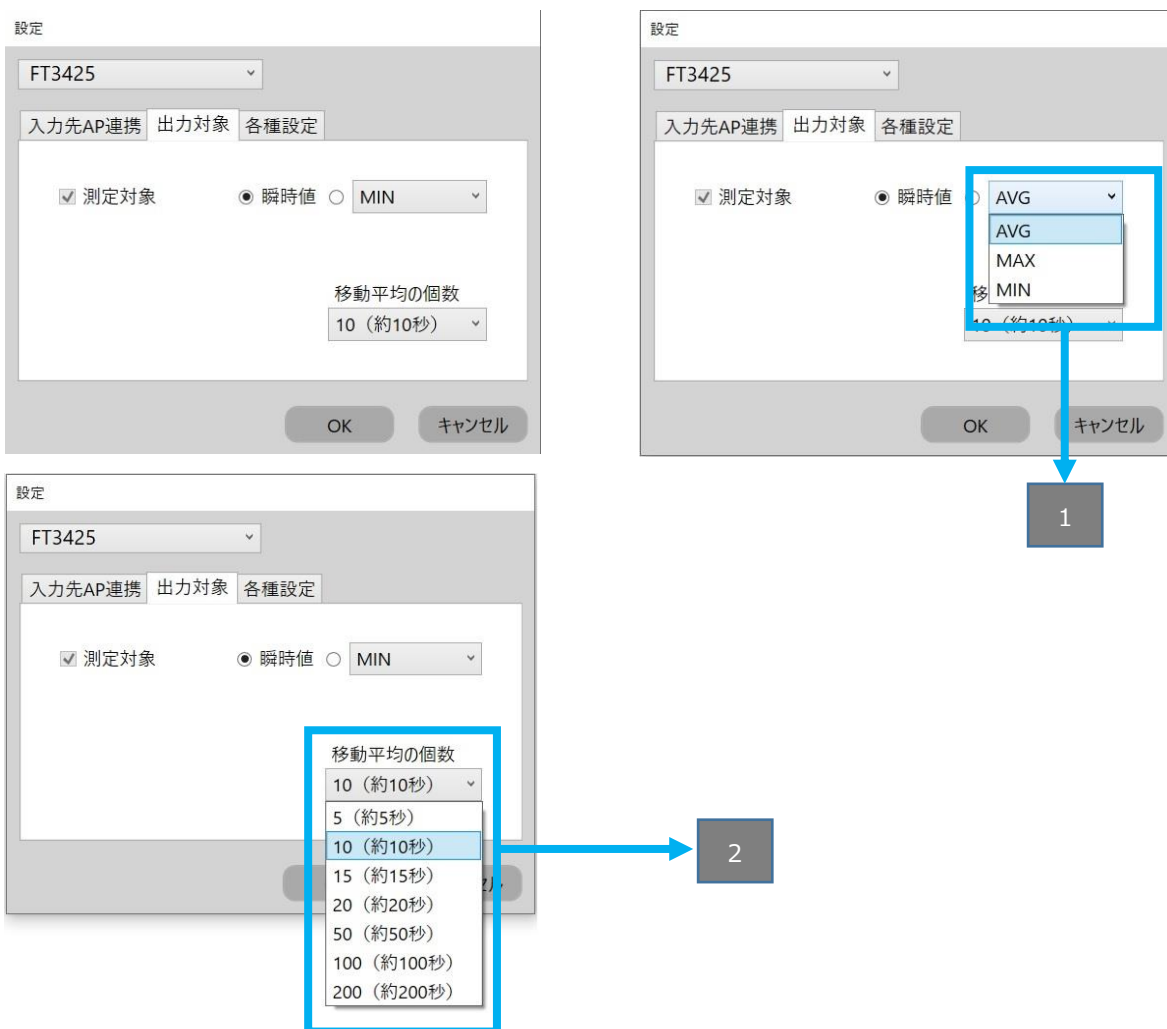 設定
FT3425
入力先AP連携 出力対象 各種設定
測定対象 瞬時値 MIN
移動平均の個数
10（約10秒）
OK キャンセル
設定
FT3425
入力先AP連携 出力対象 各種設定
測定対象 瞬時値 AVG
AVG
MAX
移 MIN
10（約10秒）
OK キャンセル
1
設定
FT3425
入力先AP連携 出力対象 各種設定
測定対象 瞬時値 MIN
移動平均の個数
10（約10秒）
5（約5秒）
10（約10秒）
15（約15秒）
20（約20秒）
50（約50秒）
100（約100秒）
200（約200秒）
2